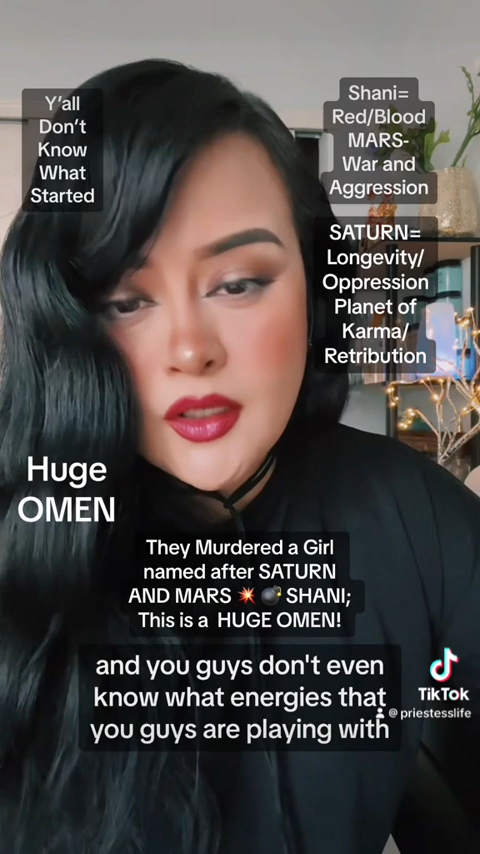 Y'all
Don't
Know
What
Started
Shani=
Red/Blood
MARS-
War and
Aggression
SATURN=
Longevity/
Oppression
Planet of
Karma/
Retribution
Huge
OMEN
They Murdered a Girl
named after SATURN
AND MARS 💥 💣 SHANI;
This is a HUGE OMEN!
and you guys don't even
know what energies that
you guys are playing with
TikTok
@priestesslife